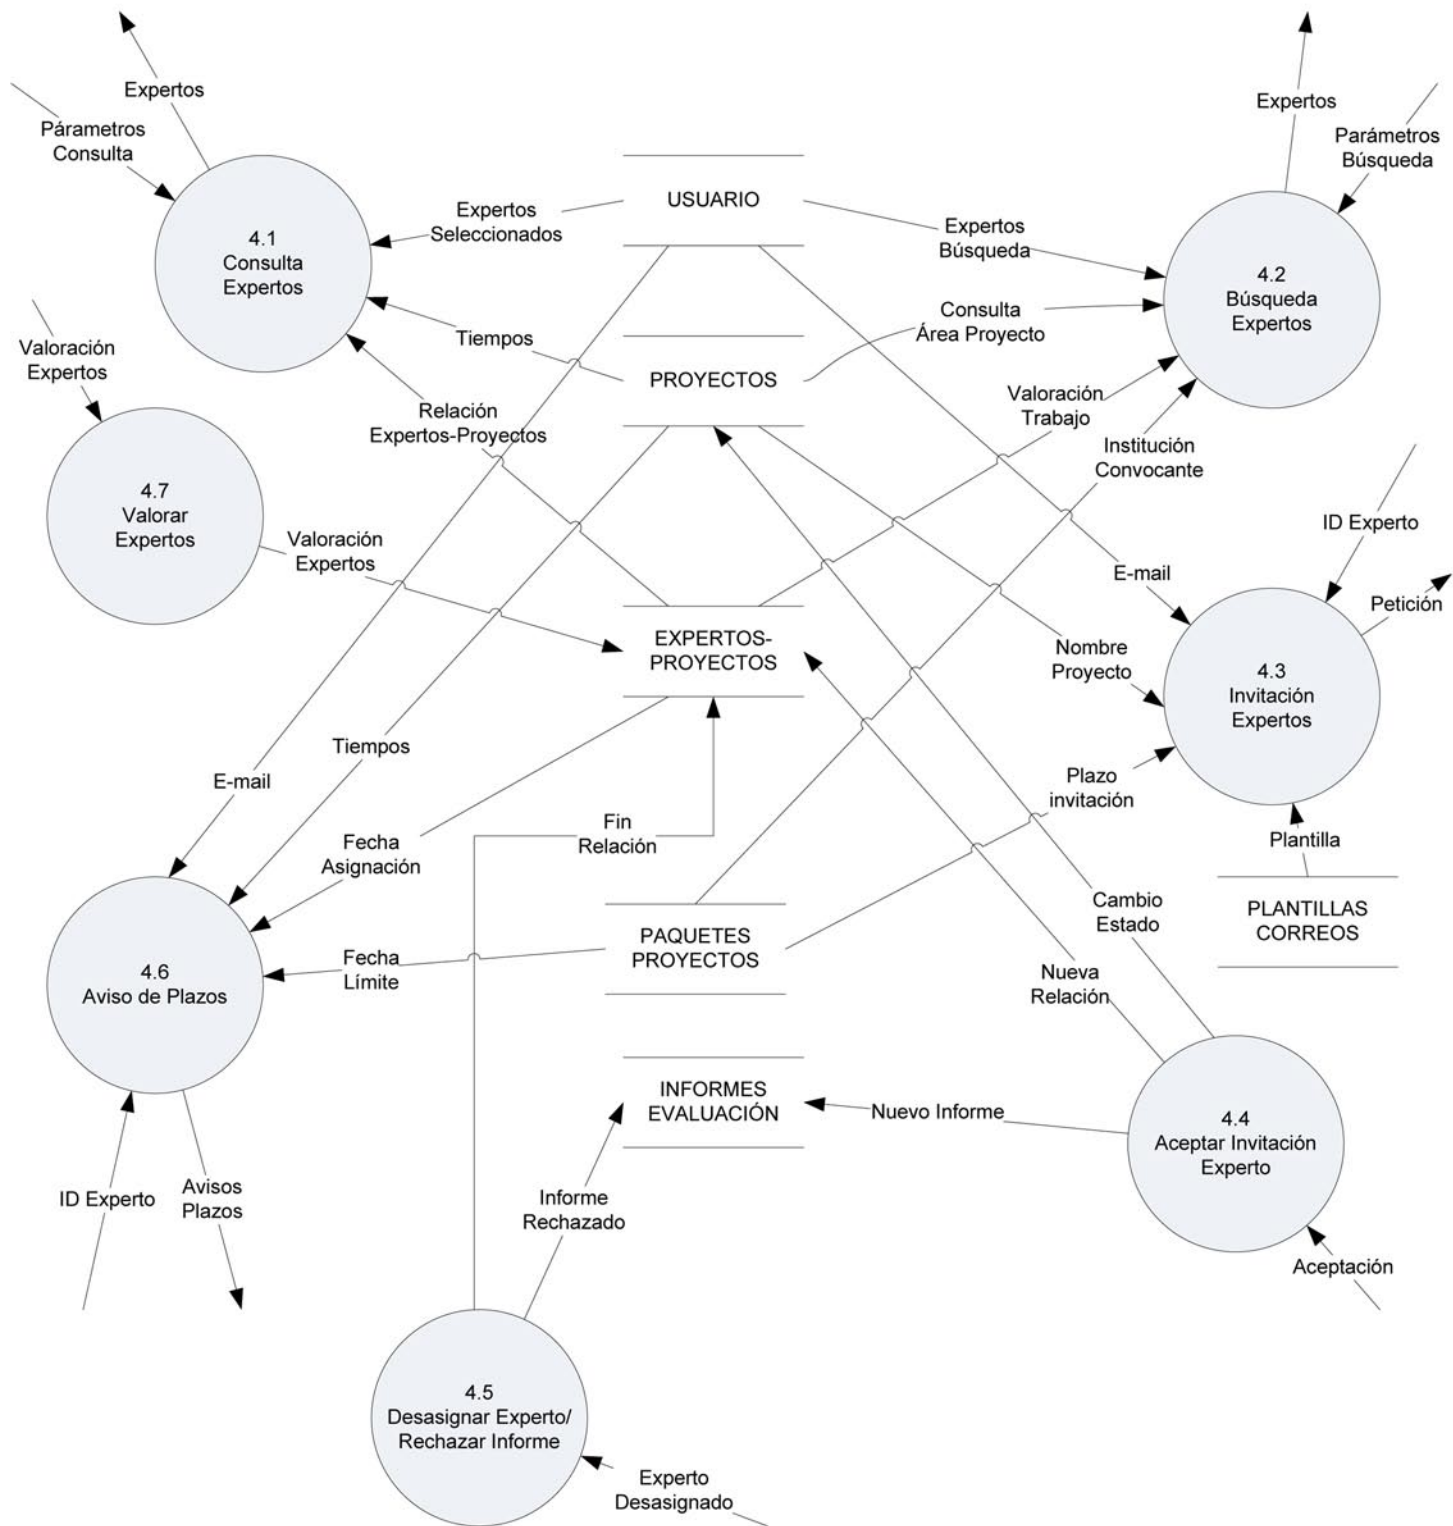 Expertos
Párametros
Consulta
4.1
Consulta
Expertos
Expertos
Seleccionados
USUARIO
Expertos
Búsqueda
Expertos
Parámetros
Búsqueda
4.2
Búsqueda
Expertos
Tiempos
PROYECTOS
Consulta
Área Proyecto
Valoración
Expertos
Relación
Expertos-Proyectos
Valoración
Trabajo
Institución
Convocante
4.7
Valorar
Expertos
Valoración
Expertos
ID Experto
E-mail
Petición
EXPERTOS-
PROYECTOS
Nombre
Proyecto
4.3
Invitación
Expertos
E-mail
Tiempos
Plazo
invitación
Fecha
Asignación
Fin
Relación
Plantilla
PLANTILLAS
CORREOS
Cambio
Estado
PAQUETES
PROYECTOS
Fecha
Límite
4.6
Aviso de Plazos
Nueva
Relación
INFORMES
EVALUACIÓN
Nuevo Informe
4.4
Aceptar Invitación
Experto
ID Experto
Avisos
Plazos
Informe
Rechazado
Aceptación
4.5
Desasignar Experto/
Rechazar Informe
Experto
Desasignado